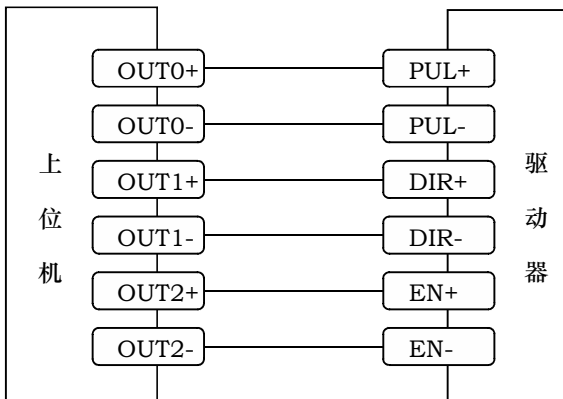 上位机
OUT0+
PUL+
OUT0-
PUL-
OUT1+
DIR+
OUT1-
DIR-
OUT2+
EN+
OUT2-
EN-
驱动器